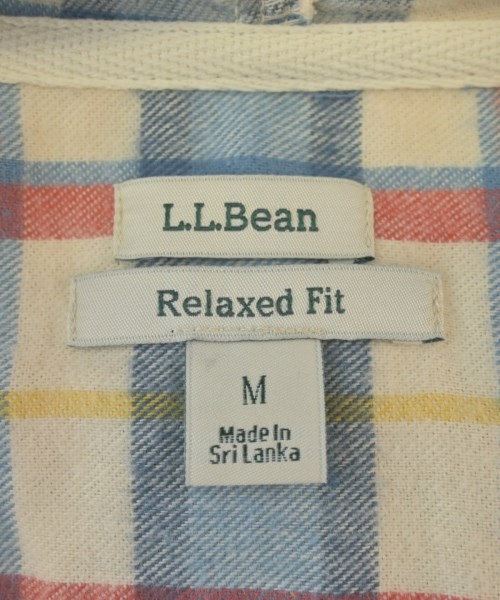 L.L.Bean
Relaxed Fit
M
Made In
Sri Lanka